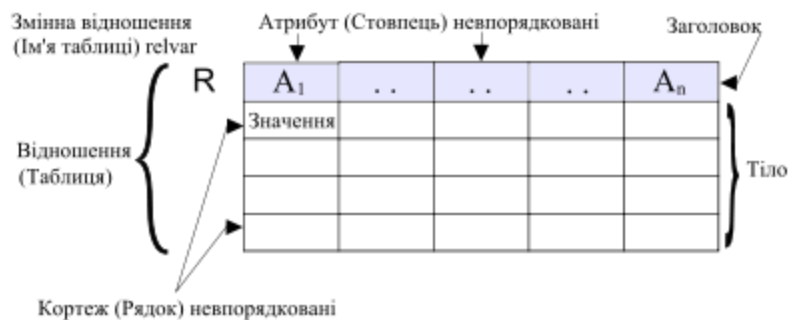 Змінна відношення
(Ім'я таблиці) relvar
Атрибут (Стовпець) невпорядковані
Заголовок
R
A1
. .
. .
. .
An
Значення
Відношення
(Таблиця)
Тіло
Кортеж (Рядок) невпорядковані